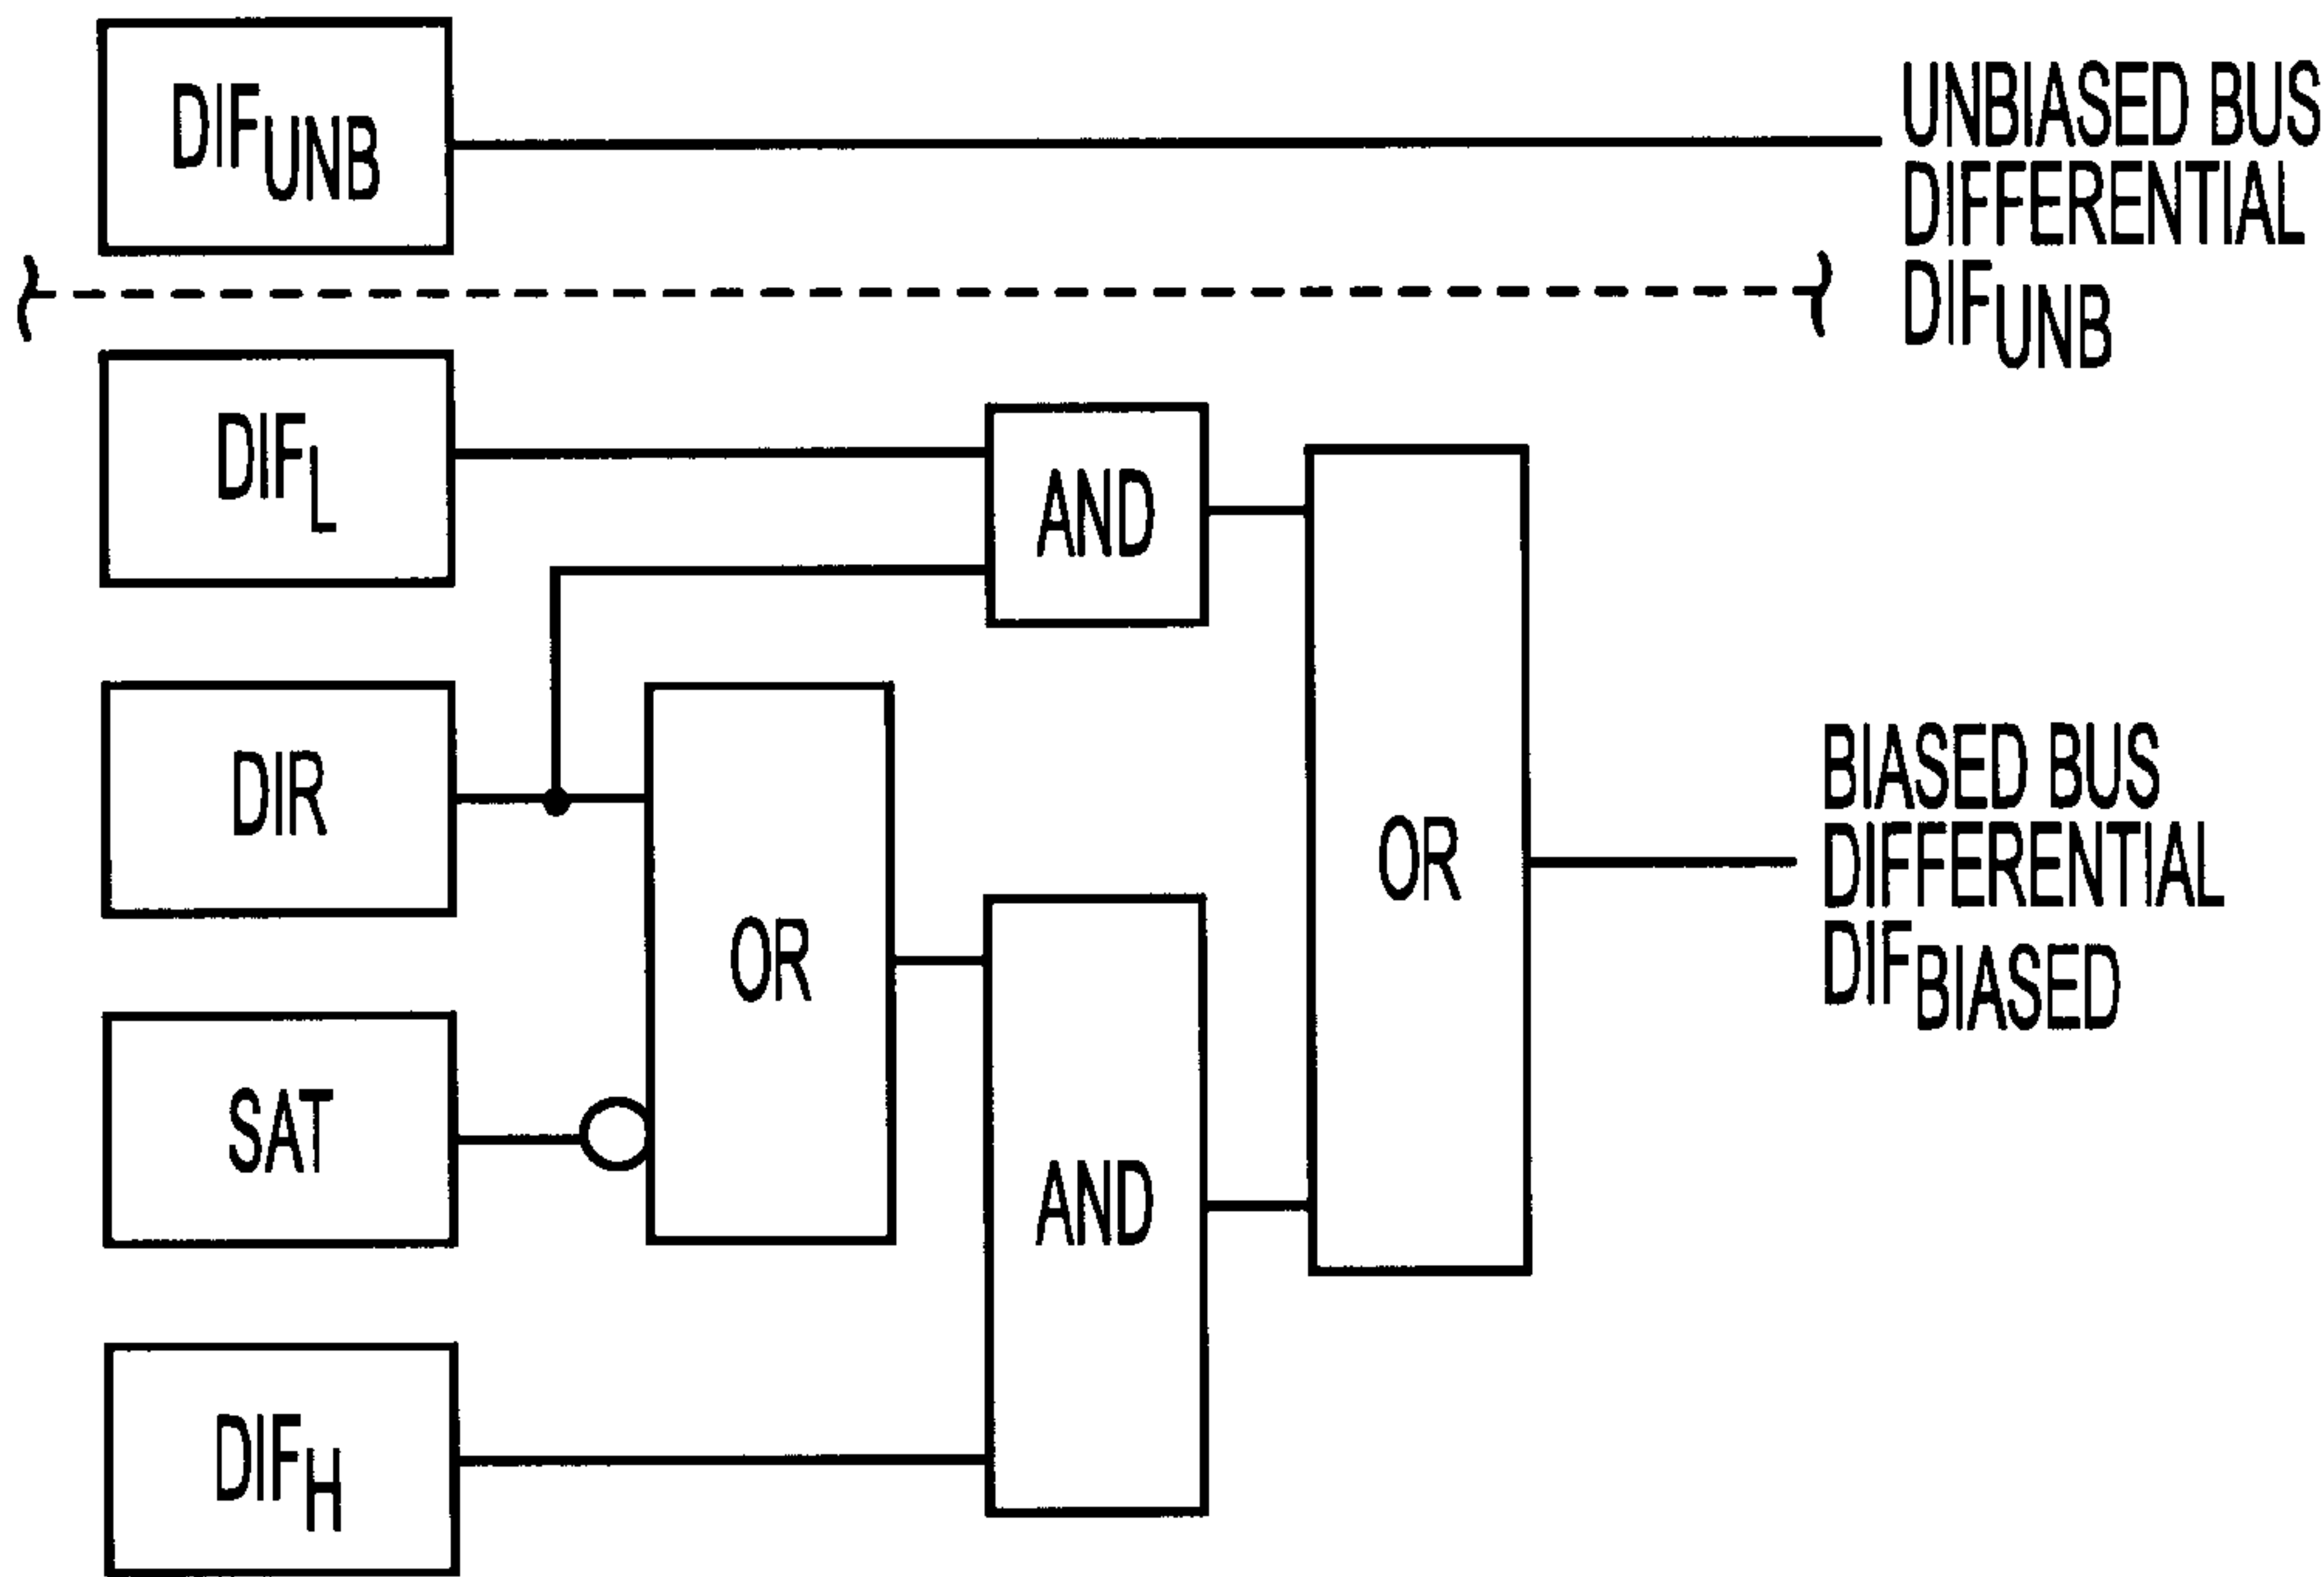 DIFUNB
UNBIASED BUS
DIFFERENTIAL
DIFUNB
DIFL
AND
DIR
OR
OR
BIASED BUS
DIFFERENTIAL
DIFBIASED
SAT
AND
DIFH